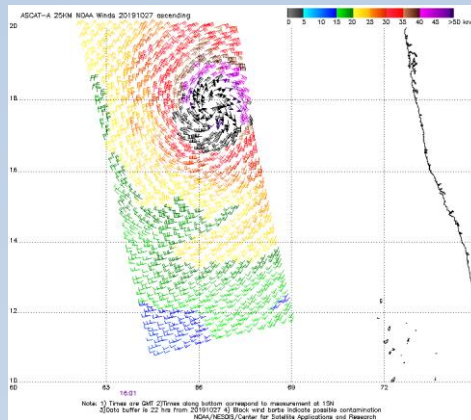 ASCAT-A 25KM NOAA Winds 20191027 ascending
0 5 10 15 20 25 30 35 40 >50 knots
20
18
16
14
12
10
60 63 66 69 72
16:01
Note: 1) Times are GMT 2)Times along bottom correspond to measurement at 15N
3)Data buffer is 22 hrs from 20191027 4) Black wind barbs indicate possible contamination
NOAA/NESDIS/Center for Satellite Applications and Research